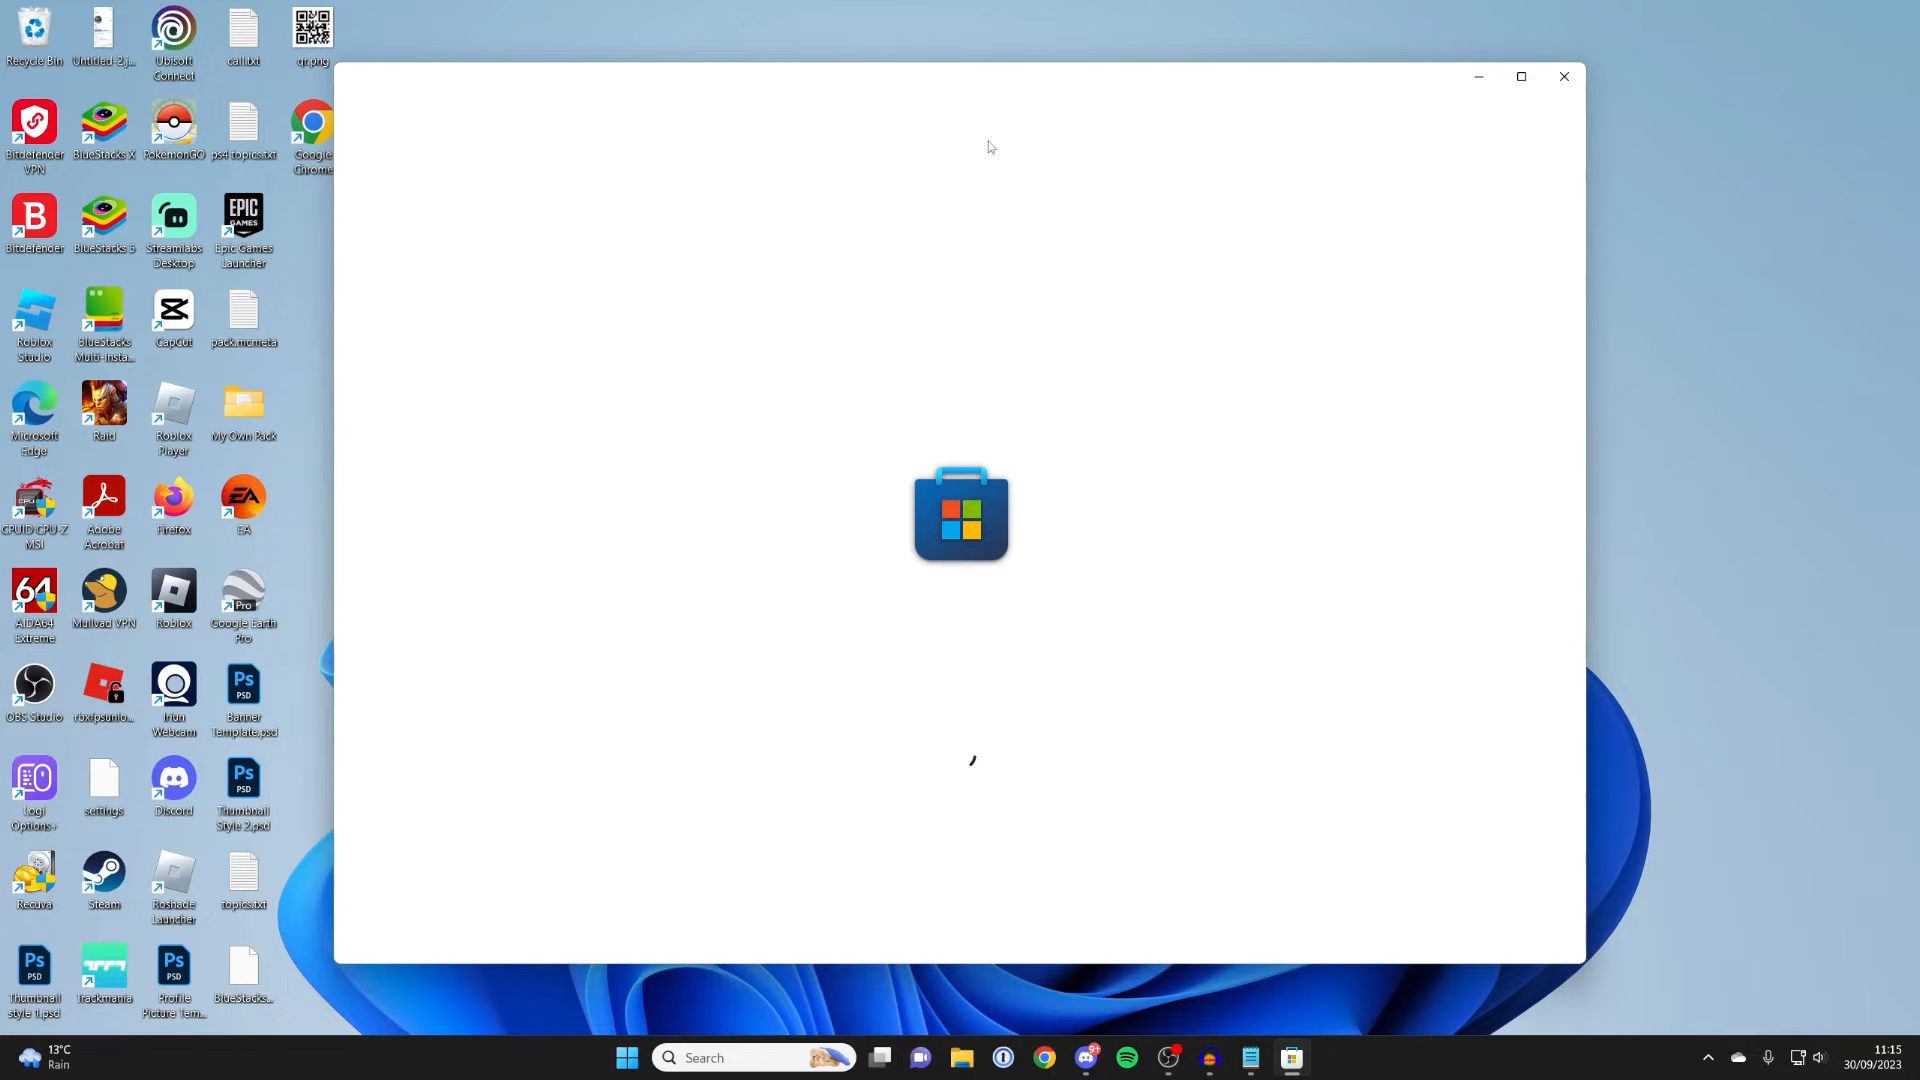 Recycle Bin
Untitled-2.j...
Ubisoft
Connect
call.txt
qr.png
Bitdefender
VPN
BlueStacks X
PokemonGO
ps4 topics.txt
Google
Chrome
Bitdefender
BlueStacks 5
Streamlabs
Desktop
EPIC
GAMES
Epic Games
Launcher
Roblox
Studio
BlueStacks
Multi-Insta...
CapCut
pack.mcmeta
Microsoft
Edge
Raid
Roblox
Player
My Own Pack
CPUID CPU-Z
MSI
Adobe
Acrobat
Firefox
EA
EA
64
AIDA64
Extreme
Mullvad VPN
Roblox
Pro
Google Earth
Pro
OBS Studio
rbxfpsunlo...
Iriun
Webcam
Ps
PSD
Banner
Template.psd
Logi
Options+
settings
Discord
Ps
PSD
Thumbnail
Style 2.psd
Recuva
Steam
Roshade
Launcher
topics.txt
Ps
PSD
Thumbnail
style 1.psd
Trackmania
Ps
PSD
Profile
Picture Tem...
BlueStacks...
13°C
Rain
Search
9+
11:15
30/09/2023